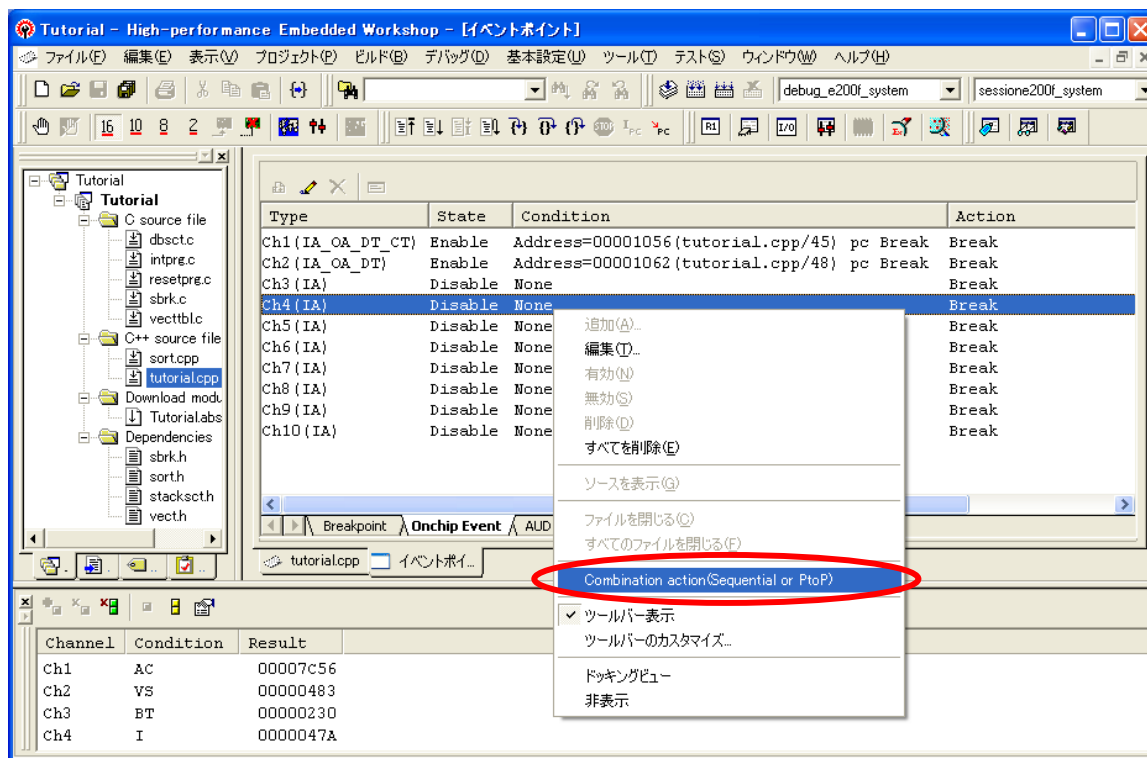 Tutorial - High-performance Embedded Workshop - [イベントポイント]
ファイル(F) 編集(E) 表示(V) プロジェクト(P) ビルド(B) デバッグ(D) 基本設定(U) ツール(T) テスト(S) ウィンドウ(W) ヘルプ(H)
debug_e200f_system sessione200f_system
16 10 8 2 STOP PC PC R1 I/O
Tutorial
Tutorial
C source file
dbsct.c
intprg.c
resetprg.c
sbrk.c
vecttbl.c
C++ source file
sort.cpp
tutorial.cpp
Download modu
Tutorial.abs
Dependencies
sbrk.h
sort.h
stacksct.h
vect.h
Type State Condition Action
Ch1(IA_OA_DT_CT) Enable Address=00001056(tutorial.cpp/45) pc Break Break
Ch2(IA_OA_DT) Enable Address=00001062(tutorial.cpp/48) pc Break Break
Ch3(IA) Disable None Break
Ch4(IA) Disable None Break
Ch5(IA) Disable None Break
Ch6(IA) Disable None Break
Ch7(IA) Disable None Break
Ch8(IA) Disable None Break
Ch9(IA) Disable None Break
Ch10(IA) Disable None Break
追加(A)...
編集(T)...
有効(N)
無効(S)
削除(D)
すべてを削除(E)
ソースを表示(G)
ファイルを閉じる(C)
すべてのファイルを閉じる(F)
Combination action(Sequential or PtoP)
ツールバー表示
ツールバーのカスタマイズ...
ドッキングビュー
非表示
Breakpoint Onchip Event AUD
tutorial.cpp イベントポイ...
Channel Condition Result
Ch1 AC 00007C56
Ch2 VS 00000483
Ch3 BT 00000230
Ch4 I 0000047A